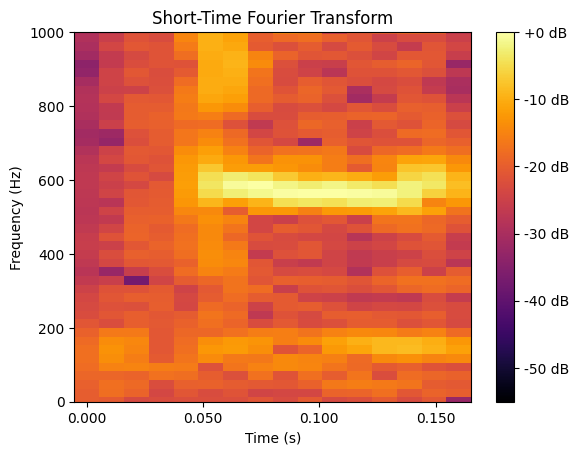 Short-Time Fourier Transform
1000
800
600
400
200
0
Frequency (Hz)
0.000
0.050
0.100
0.150
Time (s)
+0 dB
-10 dB
-20 dB
-30 dB
-40 dB
-50 dB